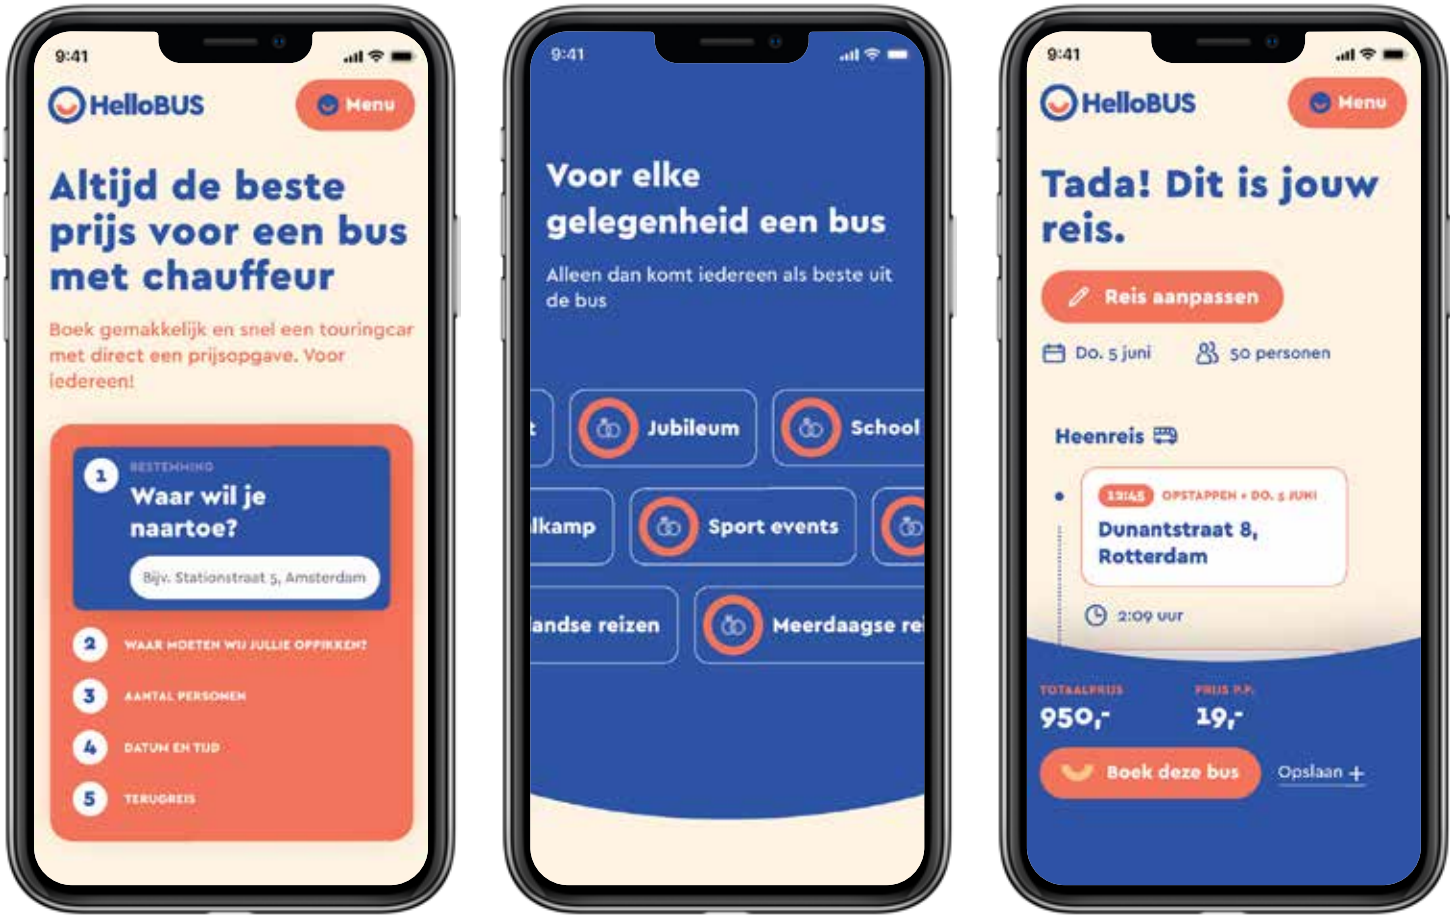 9:41
HelloBUS
Menu
Altijd de beste
prijs voor een bus
met chauffeur
Boek gemakkelijk en snel een touringcar
met direct een prijsopgave. Voor
iedereen!
1
BESTEMMING
Waar wil je
naartoe?
Bijv. Stationstraat 5, Amsterdam
2
WAAR MOETEN WIJ JULLIE OPPIKKEN?
3
AANTAL PERSONEN
4
DATUM EN TIJD
5
TERUGREIS
9:41
Voor elke
gelegenheid een bus
Alleen dan komt iedereen als beste uit
de bus
t
Jubileum
School
lkamp
Sport events
andse reizen
Meerdaagse rei
9:41
HelloBUS
Menu
Tada! Dit is jouw
reis.
Reis aanpassen
Do. 5 juni
50 personen
Heenreis
19:45 OPSTAPPEN • DO. 5 JUNI
Dunantstraat 8,
Rotterdam
2:09 uur
TOTAALPRIJS
950,-
PRIJS P.P.
19,-
Boek deze bus
Opslaan +